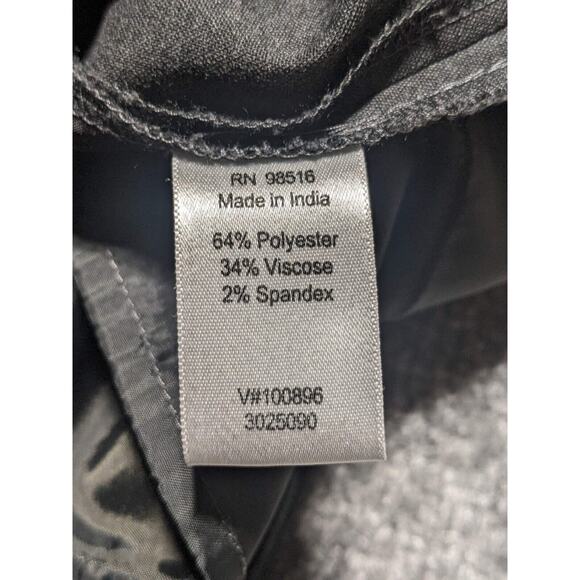 RN 98516
Made in India
64% Polyester
34% Viscose
2% Spandex
V#100896
3025090